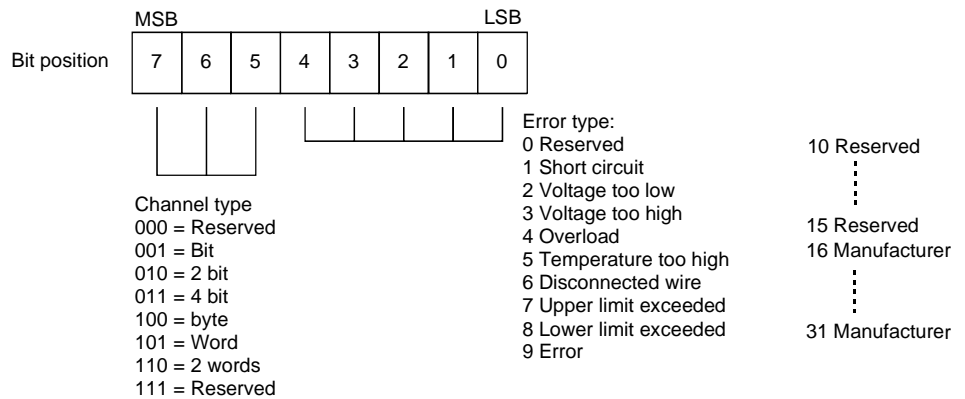 MSB LSB
Bit position 7 6 5 4 3 2 1 0
Channel type
000 = Reserved
001 = Bit
010 = 2 bit
011 = 4 bit
100 = byte
101 = Word
110 = 2 words
111 = Reserved
Error type:
0 Reserved
1 Short circuit
2 Voltage too low
3 Voltage too high
4 Overload
5 Temperature too high
6 Disconnected wire
7 Upper limit exceeded
8 Lower limit exceeded
9 Error
10 Reserved
15 Reserved
16 Manufacturer
31 Manufacturer